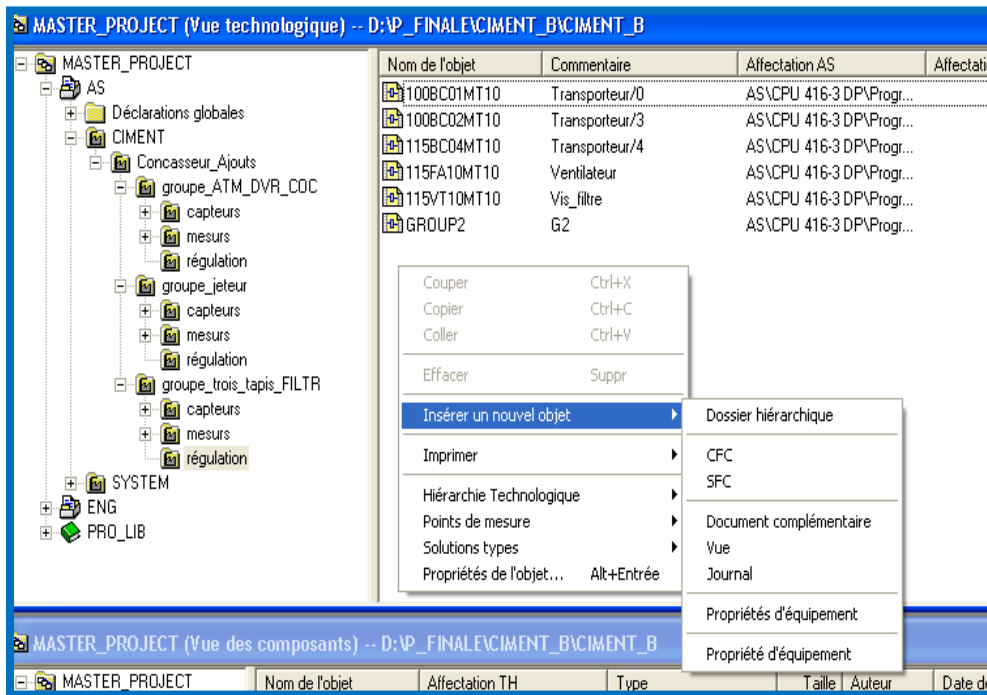 MASTER_PROJECT (Vue technologique) -- D:\P_FINALE\CIMENT_B\CIMENT_B
MASTER_PROJECT
AS
Déclarations globales
CIMENT
Concasseur_Ajouts
groupe_ATM_DVR_COC
capteurs
mesurs
régulation
groupe_jeteur
capteurs
mesurs
régulation
groupe_trois_tapis_FILTR
capteurs
mesurs
régulation
SYSTEM
ENG
PRO_LIB
Nom de l'objet Commentaire Affectation AS Affectati
100BC01MT10 Transporteur/0 AS\CPU 416-3 DP\Progr...
100BC02MT10 Transporteur/3 AS\CPU 416-3 DP\Progr...
115BC04MT10 Transporteur/4 AS\CPU 416-3 DP\Progr...
115FA10MT10 Ventilateur AS\CPU 416-3 DP\Progr...
115VT10MT10 Vis_filtre AS\CPU 416-3 DP\Progr...
GROUP2 G2 AS\CPU 416-3 DP\Progr...
Couper Ctrl+X
Copier Ctrl+C
Coller Ctrl+V
Effacer Suppr
Insérer un nouvel objet
Imprimer
Hiérarchie Technologique
Points de mesure
Solutions types
Propriétés de l'objet... Alt+Entrée
Dossier hiérarchique
CFC
SFC
Document complémentaire
Vue
Journal
Propriétés d'équipement
Propriété d'équipement
MASTER_PROJECT (Vue des composants) -- D:\P_FINALE\CIMENT_B\CIMENT_B
MASTER_PROJECT Nom de l'objet Affectation TH Type Taille Auteur Date de